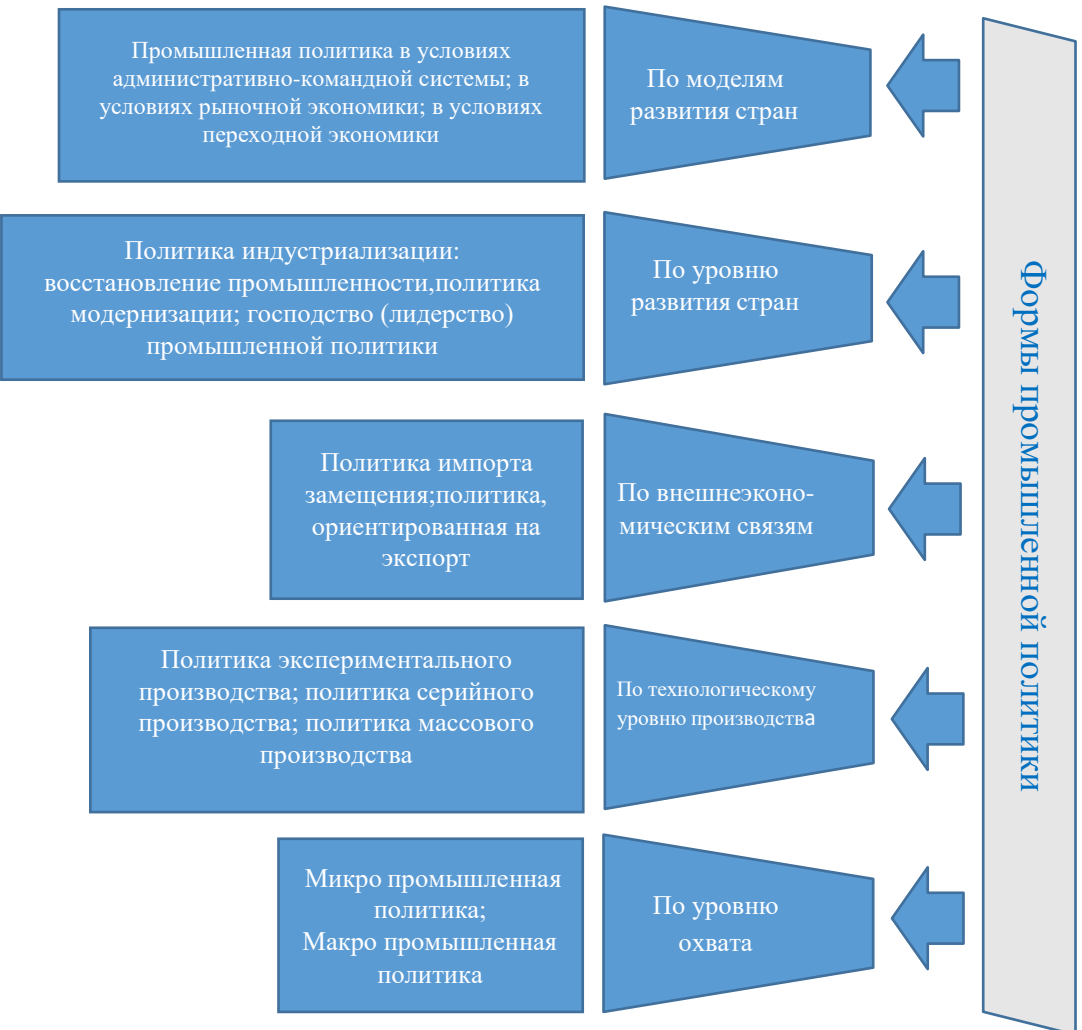 Промышленная политика в условиях
административно-командной системы; в
условиях рыночной экономики; в условиях
переходной экономики
По моделям
развития стран
Политика индустриализации:
восстановление промышленности,политика
модернизации; господство (лидерство)
промышленной политики
По уровню
развития стран
Политика импорта
замещения;политика,
ориентированная на
экспорт
По внешнеэконо-
мическим связям
Политика экспериментального
производства; политика серийного
производства; политика массового
производства
По технологическому
уровню производства
Микро промышленная
политика;
Макро промышленная
политика
По уровню
охвата
Формы промышленной политики